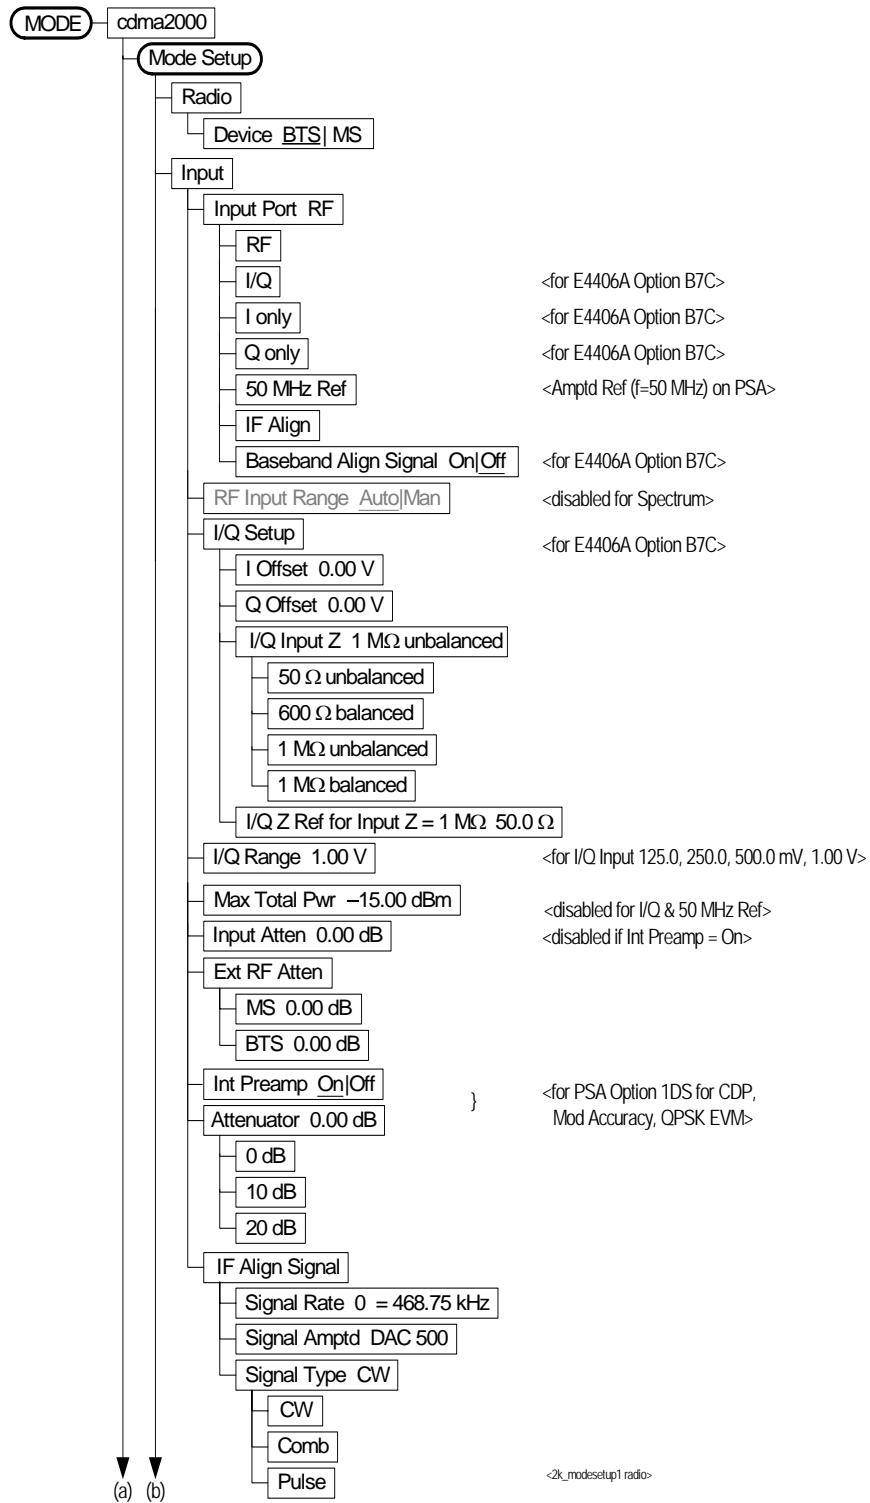 MODE cdma2000
Mode Setup
Radio
Device BTS| MS
Input
Input Port RF
RF
I/Q <for E4406A Option B7C>
I only <for E4406A Option B7C>
Q only <for E4406A Option B7C>
50 MHz Ref <Amptd Ref (f=50 MHz) on PSA>
IF Align
Baseband Align Signal On|Off <for E4406A Option B7C>
RF Input Range Auto|Man <disabled for Spectrum>
I/Q Setup <for E4406A Option B7C>
I Offset 0.00 V
Q Offset 0.00 V
I/Q Input Z 1 MΩ unbalanced
50 Ω unbalanced
600 Ω balanced
1 MΩ unbalanced
1 MΩ balanced
I/Q Z Ref for Input Z = 1 MΩ 50.0 Ω
I/Q Range 1.00 V <for I/Q Input 125.0, 250.0, 500.0 mV, 1.00 V>
Max Total Pwr –15.00 dBm <disabled for I/Q & 50 MHz Ref>
Input Atten 0.00 dB <disabled if Int Preamp = On>
Ext RF Atten
MS 0.00 dB
BTS 0.00 dB
Int Preamp On|Off } <for PSA Option 1DS for CDP,
Attenuator 0.00 dB Mod Accuracy, QPSK EVM>
0 dB
10 dB
20 dB
IF Align Signal
Signal Rate 0 = 468.75 kHz
Signal Amptd DAC 500
Signal Type CW
CW
Comb
Pulse <2k_modesetup1 radio>
(a) (b)